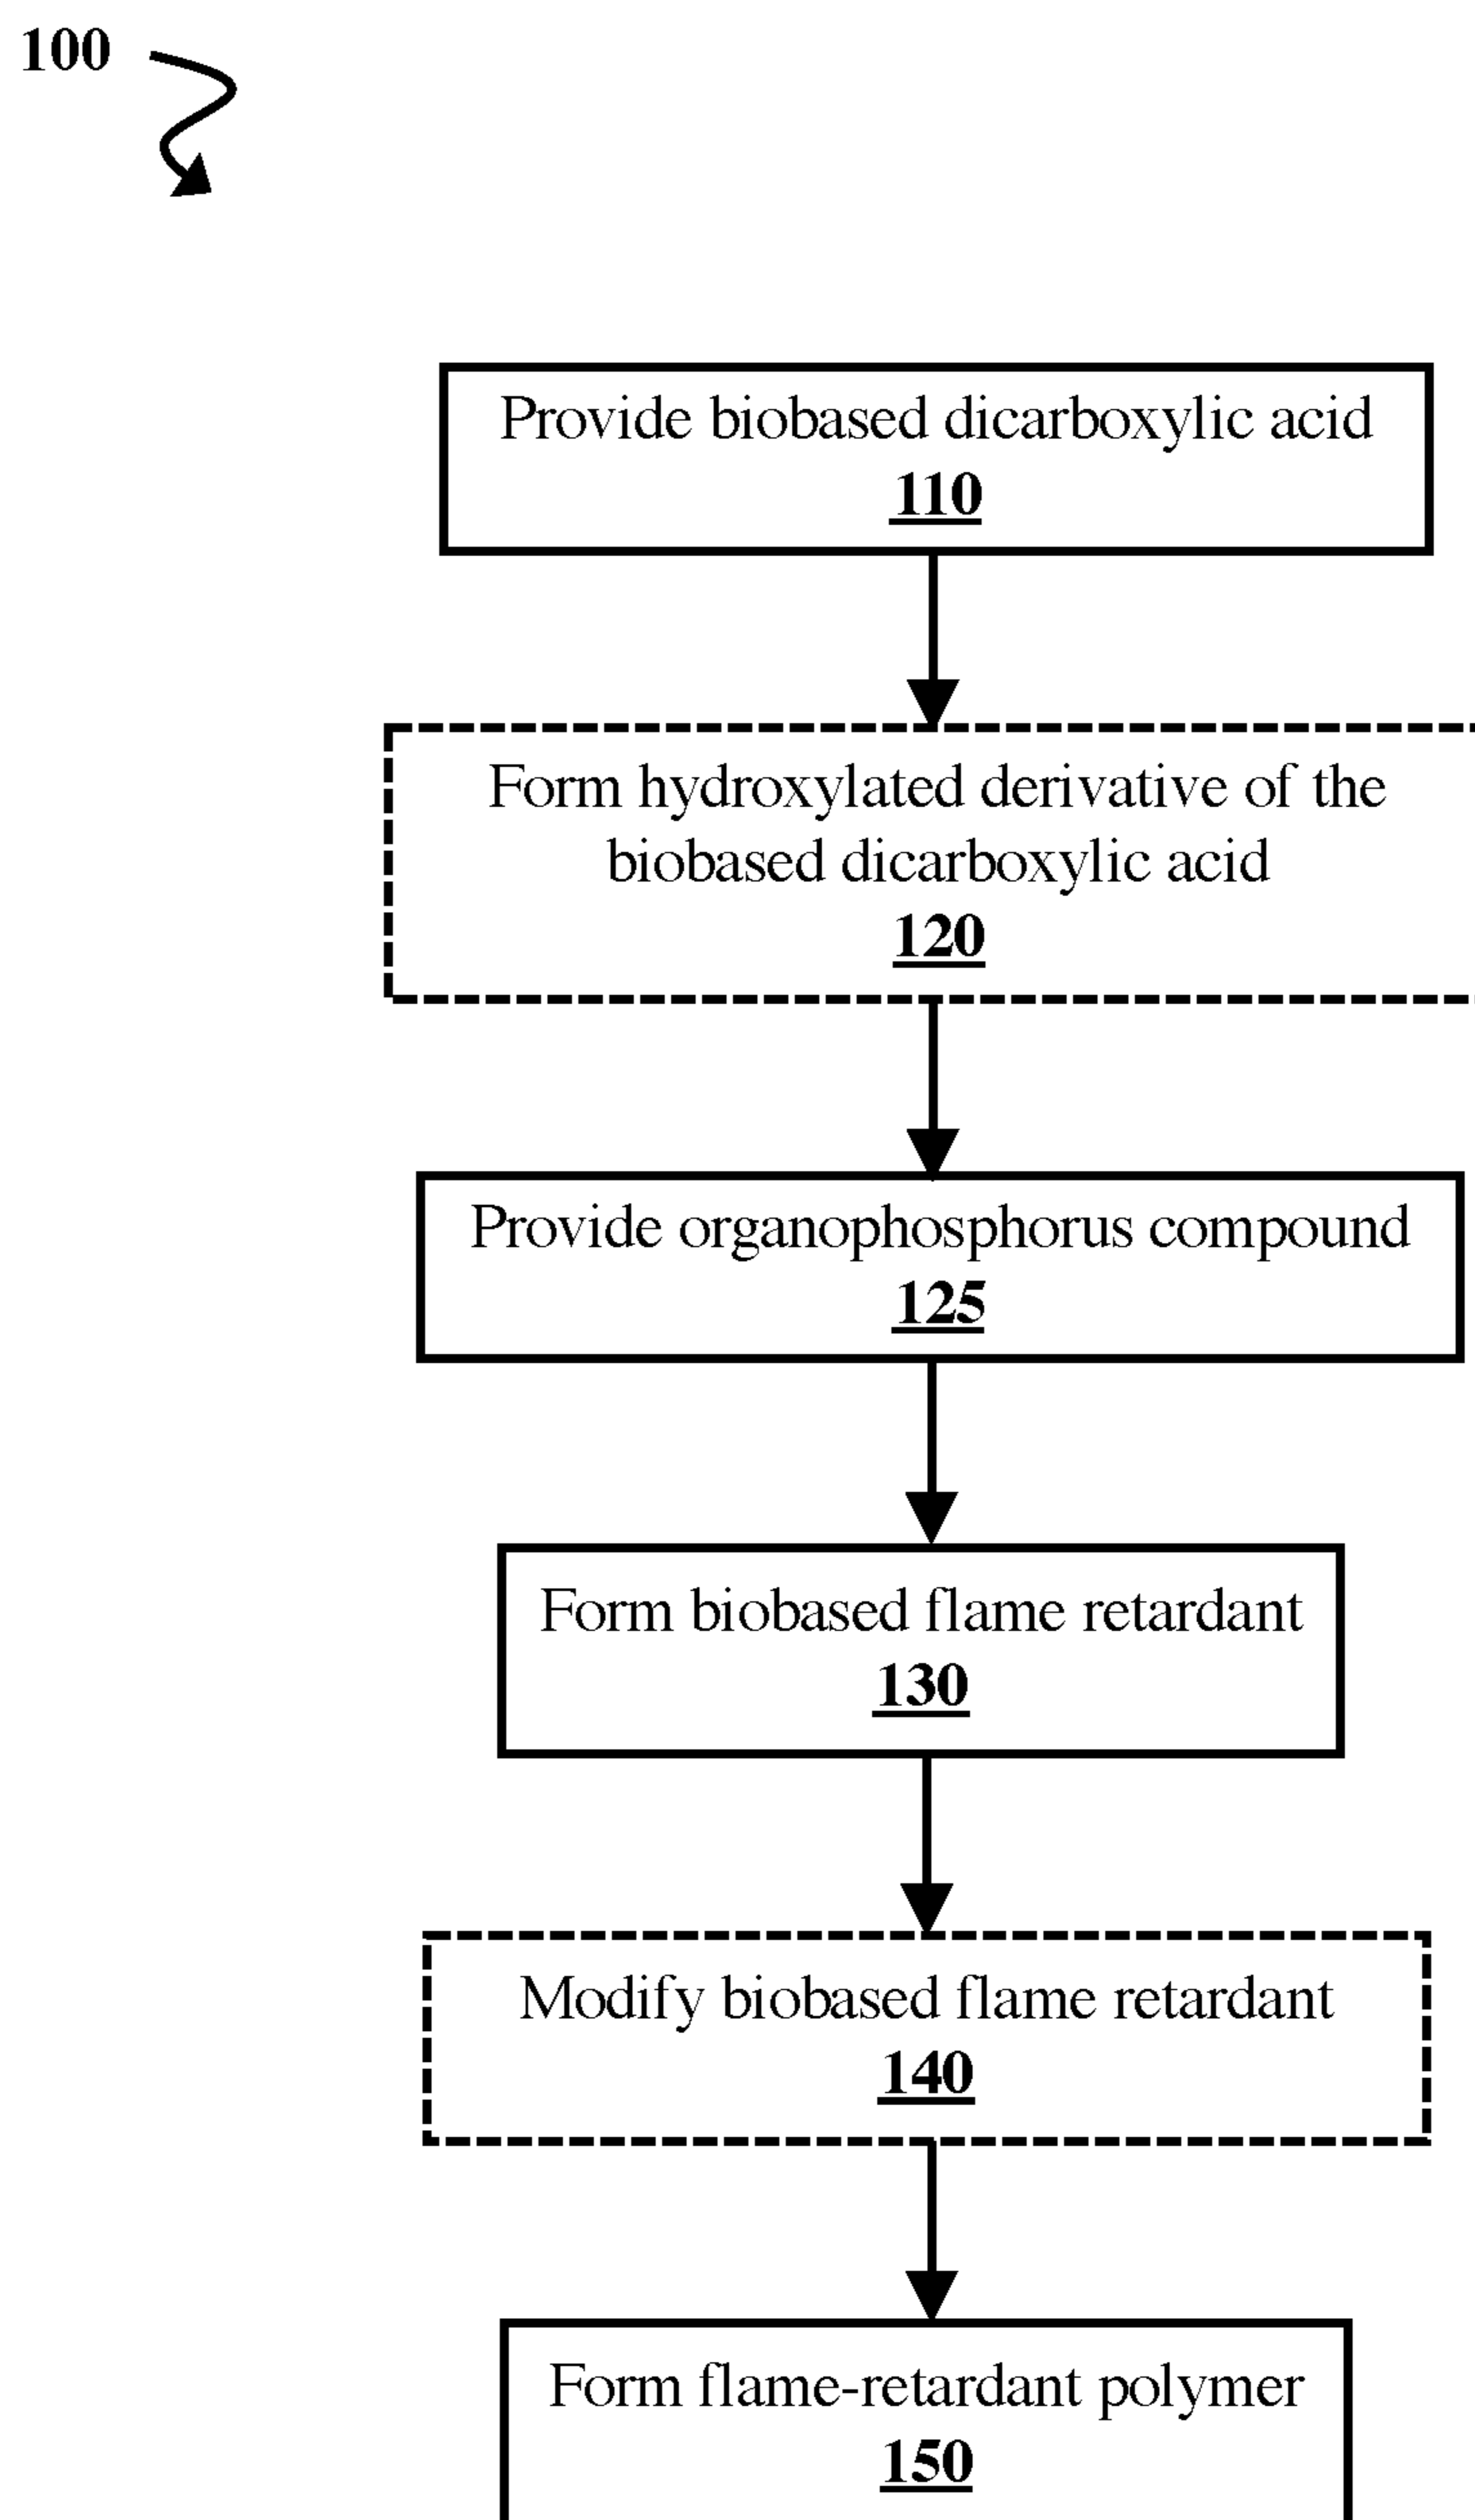 100
Provide biobased dicarboxylic acid
110
Form hydroxylated derivative of the
biobased dicarboxylic acid
120
Provide organophosphorus compound
125
Form biobased flame retardant
130
Modify biobased flame retardant
140
Form flame-retardant polymer
150